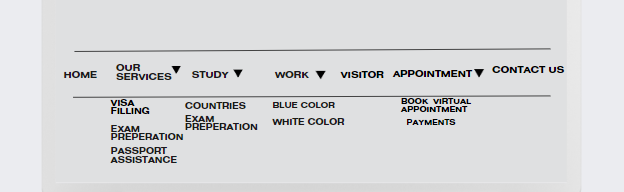 HOME
OUR
SERVICES
STUDY
WORK
VISITOR
APPOINTMENT
CONTACT US
VISA
FILLING
EXAM
PREPERATION
PASSPORT
ASSISTANCE
COUNTRIES
EXAM
PREPERATION
BLUE COLOR
WHITE COLOR
BOOK VIRTUAL
APPOINTMENT
PAYMENTS